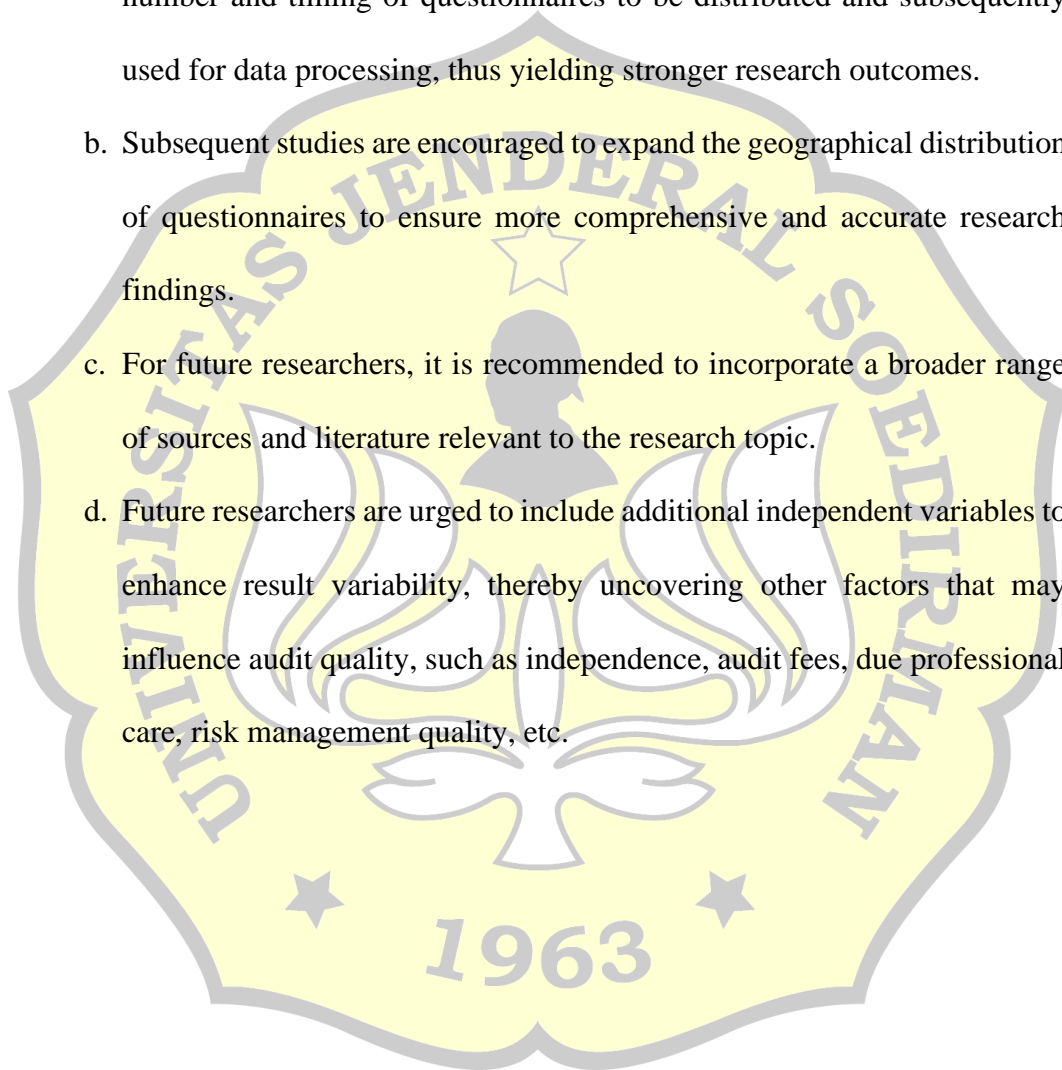 number and timing of questionnaires to be distributed and subsequently
used for data processing, thus yielding stronger research outcomes.
b. Subsequent studies are encouraged to expand the geographical distribution
of questionnaires to ensure more comprehensive and accurate research
findings.
c. For future researchers, it is recommended to incorporate a broader range
of sources and literature relevant to the research topic.
d. Future researchers are urged to include additional independent variables to
enhance result variability, thereby uncovering other factors that may
influence audit quality, such as independence, audit fees, due professional
care, risk management quality, etc.
UNIVERSITAS JENDERAL SOEDIRMAN
1963